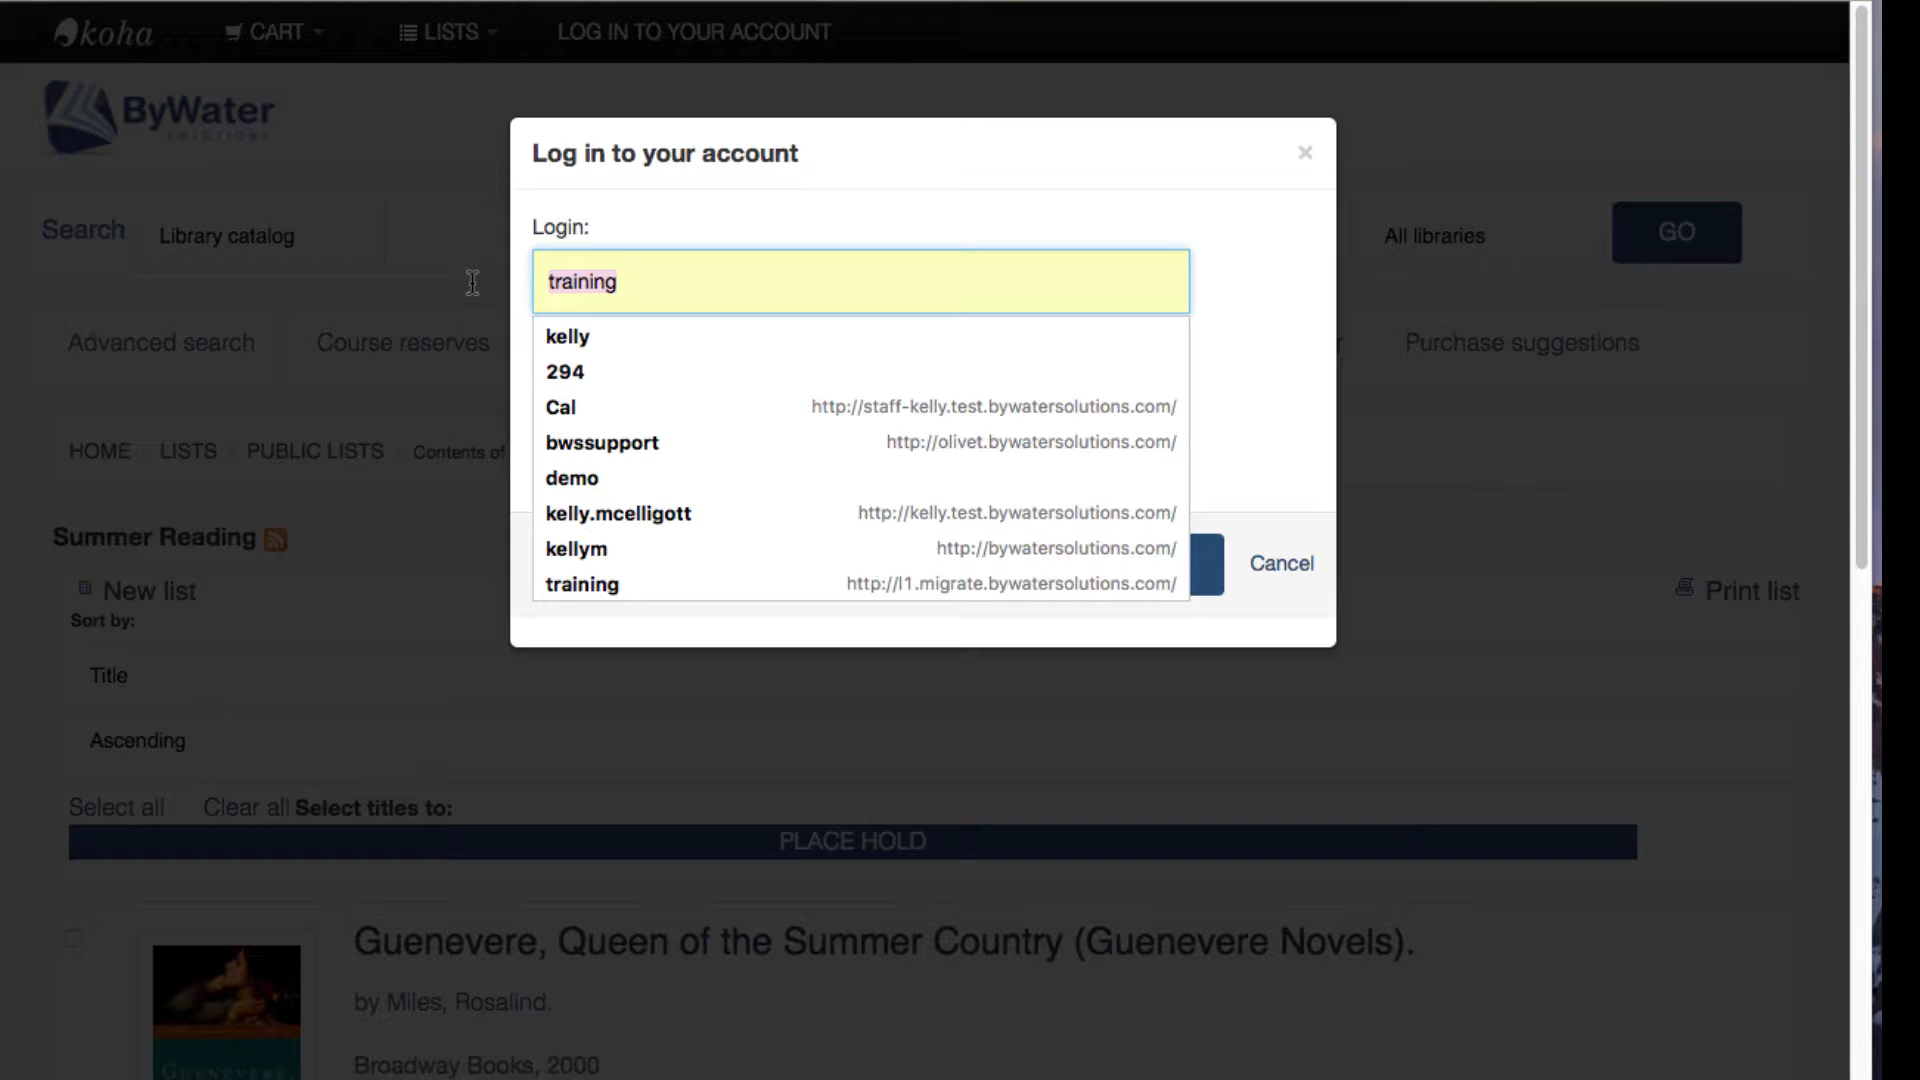 koha CART LISTS LOG IN TO YOUR ACCOUNT
ByWater
SOLUTIONS
Log in to your account ×
Login:
Search Library catalog All libraries GO
training
Advanced search Course reserves Purchase suggestions
kelly
294
Cal http://staff-kelly.test.bywatersolutions.com/
bwssupport http://olivet.bywatersolutions.com/
HOME LISTS PUBLIC LISTS Contents of
demo
kelly.mcelligott http://kelly.test.bywatersolutions.com/
kellym http://bywatersolutions.com/
training http://l1.migrate.bywatersolutions.com/
Cancel
Summer Reading
New list Print list
Sort by:
Title
Ascending
Select all Clear all Select titles to:
PLACE HOLD
Guenevere, Queen of the Summer Country (Guenevere Novels).
by Miles, Rosalind.
Broadway Books, 2000
GUENEVERE,